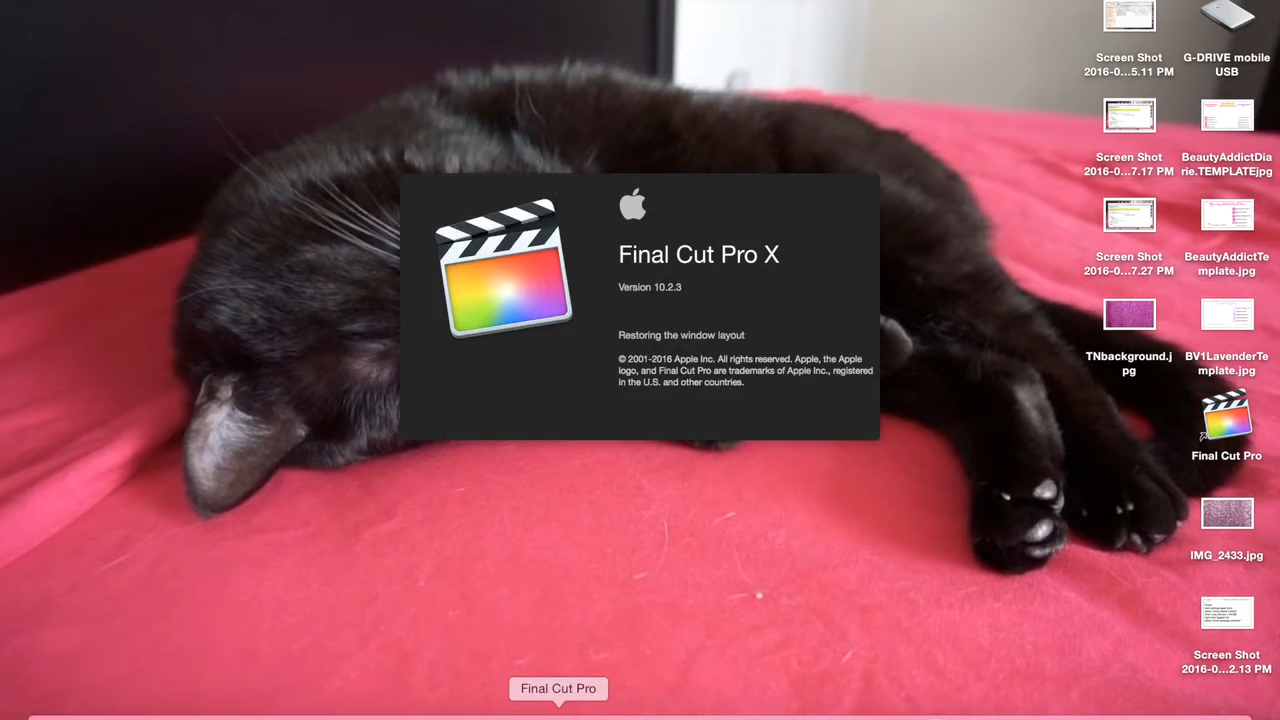 Final Cut Pro X
Version 10.2.3
Restoring the window layout
© 2001-2016 Apple Inc. All rights reserved. Apple, the Apple
logo, and Final Cut Pro are trademarks of Apple Inc., registered
in the U.S. and other countries.
Screen Shot
2016-0...5.11 PM
G-DRIVE mobile
USB
Screen Shot
2016-0...7.17 PM
BeautyAddictDia
rie.TEMPLATEjpg
Screen Shot
2016-0...7.27 PM
BeautyAddictTe
mplate.jpg
TNbackground.j
pg
BV1LavenderTe
mplate.jpg
Final Cut Pro
IMG_2433.jpg
Screen Shot
2016-0...2.13 PM
Final Cut Pro